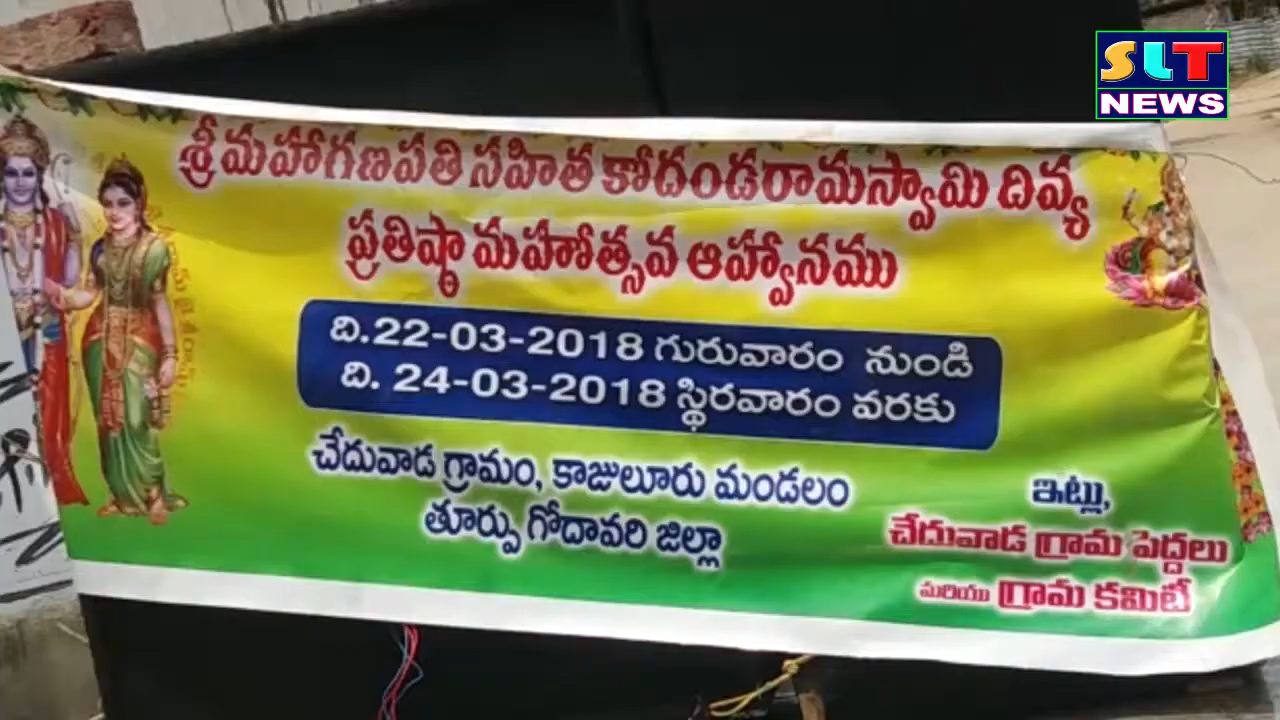 SLT
NEWS
శ్రీ మహాగణపతి సహిత కోదండరామస్వామి దివ్య
ప్రతిష్ఠా మహోత్సవ ఆహ్వానము
ది.22-03-2018 గురువారం నుండి
ది. 24-03-2018 స్థిరవారం వరకు
చేదువాడ గ్రామం, కాజులూరు మండలం
తూర్పు గోదావరి జిల్లా
ఇట్లు,
చేదువాడ గ్రామ పెద్దలు
మరియు గ్రామ కమిటీ